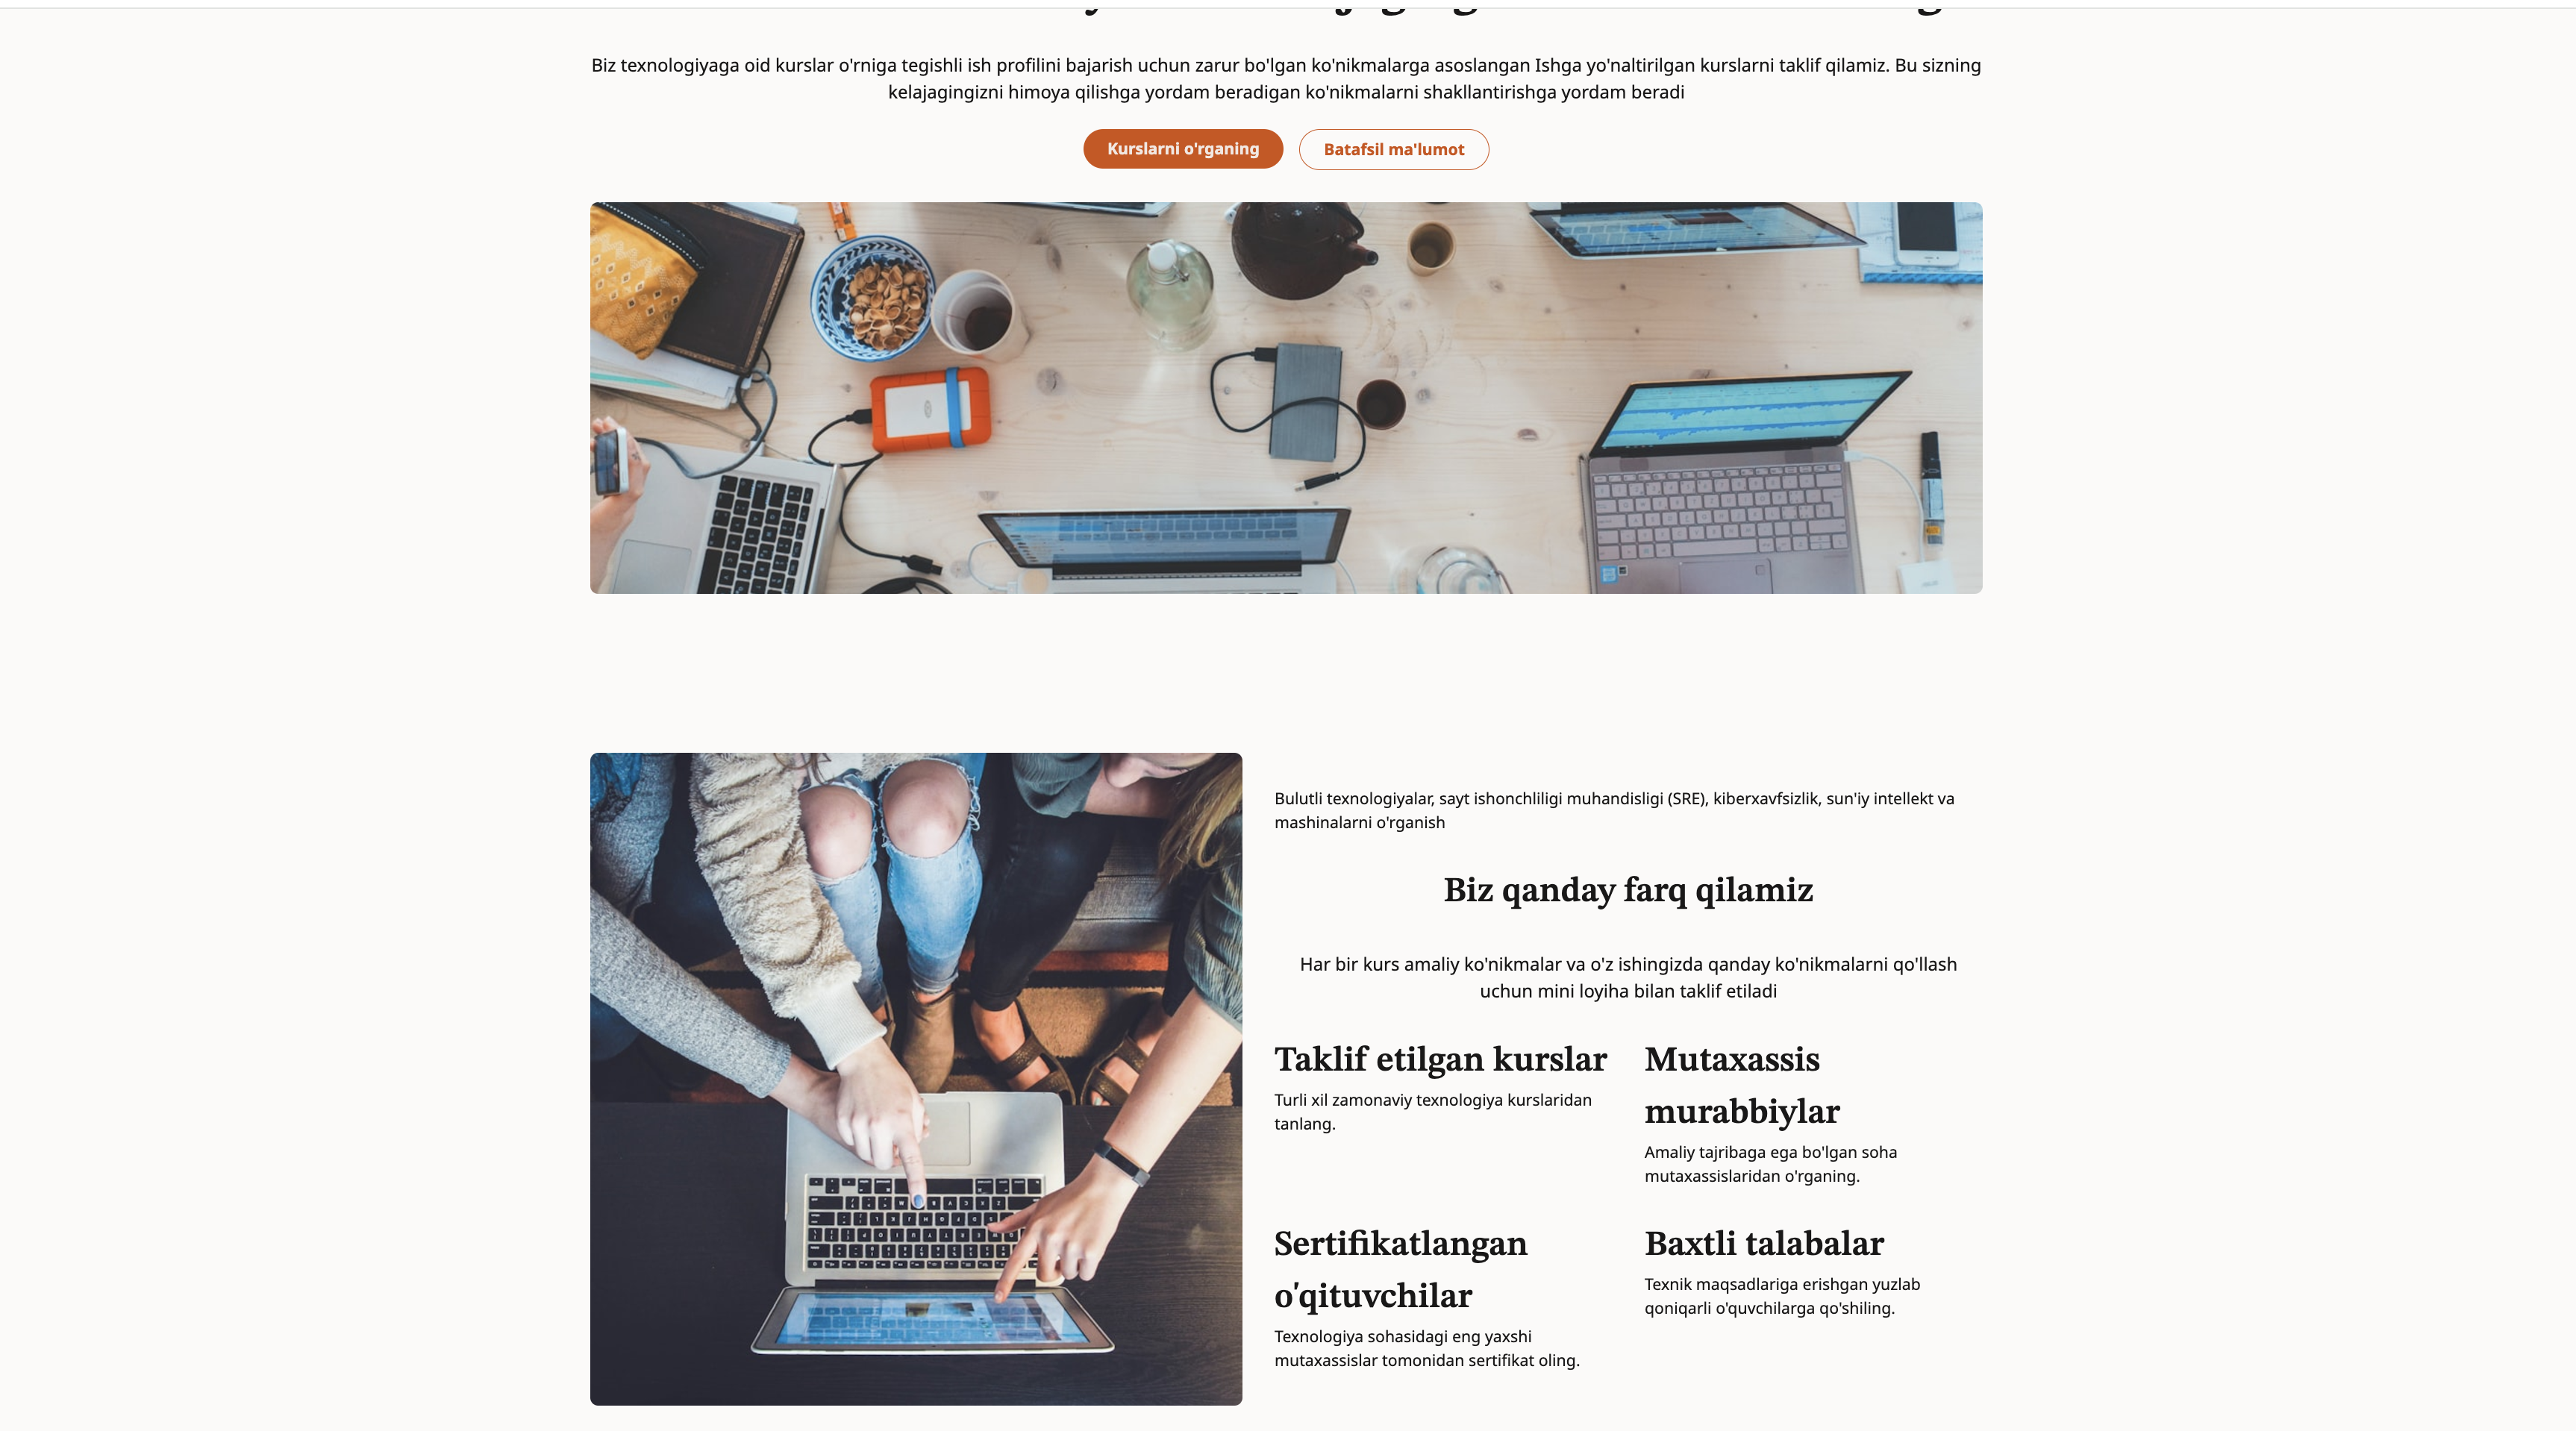 Biz texnologiyaga oid kurslar o'rniga tegishli ish profilini bajarish uchun zarur bo'lgan ko'nikmalarga asoslangan Ishga yo'naltirilgan kurslarni taklif qilamiz. Bu sizning
kelajagingizni himoya qilishga yordam beradigan ko'nikmalarni shakllantirishga yordam beradi
Kurslarni o'rganing
Batafsil ma'lumot
Bulutli texnologiyalar, sayt ishonchliligi muhandisligi (SRE), kiberxavfsizlik, sun'iy intellekt va
mashinalarni o'rganish
Biz qanday farq qilamiz
Har bir kurs amaliy ko'nikmalar va o'z ishingizda qanday ko'nikmalarni qo'llash
uchun mini loyiha bilan taklif etiladi
Taklif etilgan kurslar
Turli xil zamonaviy texnologiya kurslaridan
tanlang.
Mutaxassis
murabbiylar
Amaliy tajribaga ega bo'lgan soha
mutaxassislaridan o'rganing.
Sertifikatlangan
o'qituvchilar
Texnologiya sohasidagi eng yaxshi
mutaxassislar tomonidan sertifikat oling.
Baxtli talabalar
Texnik maqsadlariga erishgan yuzlab
qoniqarli o'quvchilarga qo'shiling.